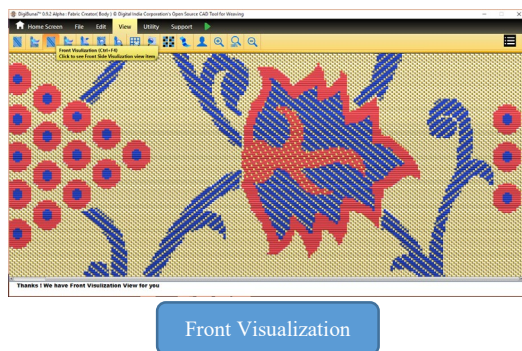 DigiBunai™ 0.9.2 Alpha - Fabric Creator( Body ) © Digital India Corporation's Open Source CAD Tool for Weaving
Home Screen File Edit View Utility Support
Front Visualization (Ctrl+F4)
Click to see Front Side Visualization view item
Thanks ! We have Front Visulization View for you
Front Visualization